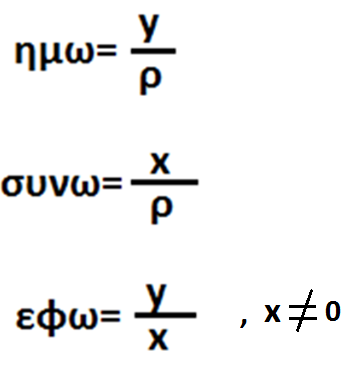 ημω= y/ρ
συνω= x/ρ
εφω= y/x , x ≠ 0